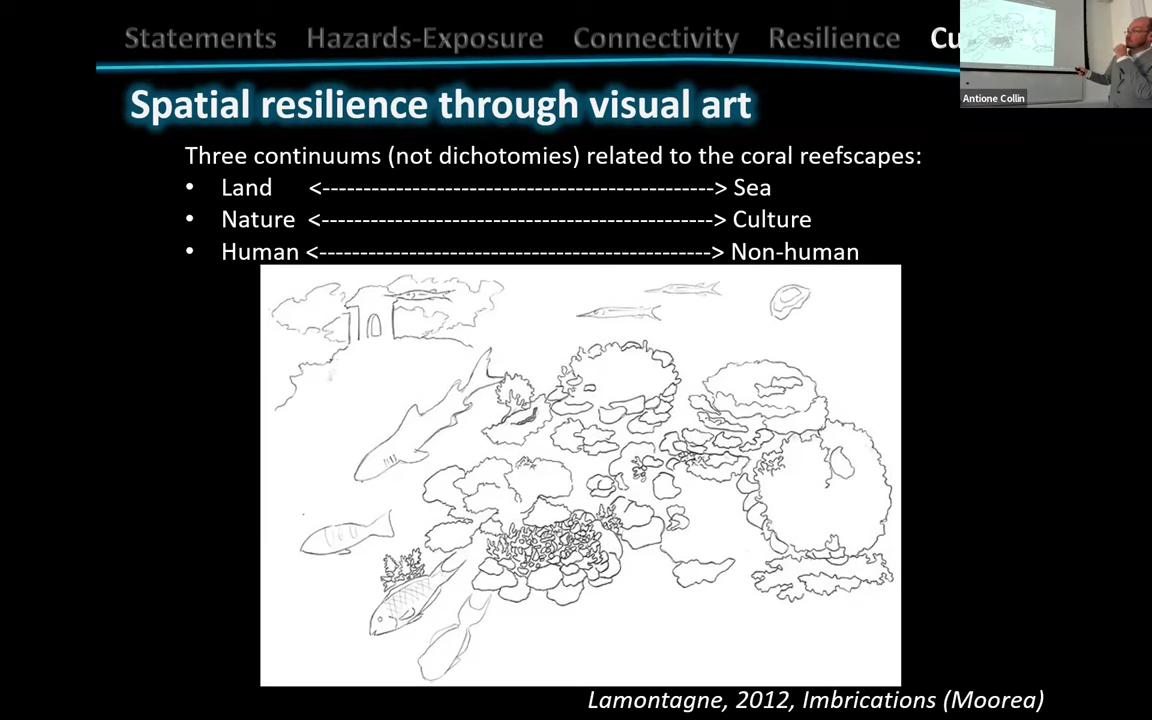 Statements Hazards-Exposure Connectivity Resilience Cu
Antione Collin
Spatial resilience through visual art
Three continuums (not dichotomies) related to the coral reefscapes:
• Land <------------------------------------------------> Sea
• Nature <------------------------------------------------> Culture
• Human <------------------------------------------------> Non-human
Lamontagne, 2012, Imbrications (Moorea)